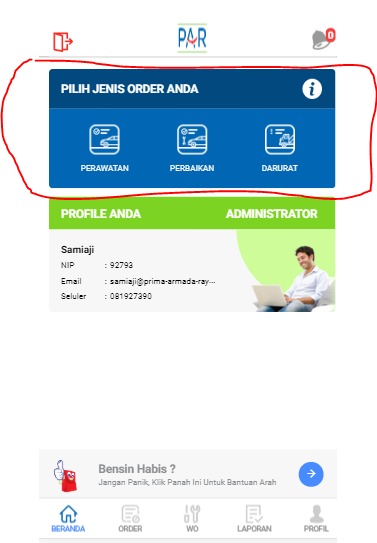 PAR
0
PILIH JENIS ORDER ANDA i
PERAWATAN PERBAIKAN DARURAT
PROFILE ANDA ADMINISTRATOR
Samiaji
NIP : 92793
Email : samiaji@prima-armada-ray...
Seluler : 081927390
Bensin Habis ?
Jangan Panik, Klik Panah Ini Untuk Bantuan Arah
BERANDA ORDER WO LAPORAN PROFIL